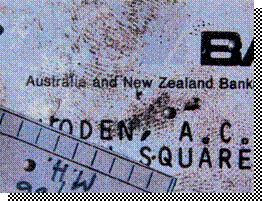 BA
Australia and New Zealand Bank
ODEN, A.C.
SQUARE
M.H.